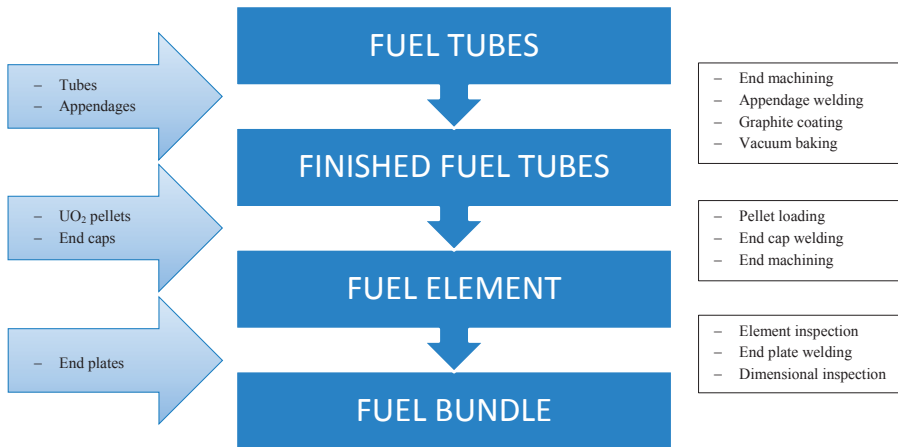 FUEL TUBES
– Tubes
– Appendages
– End machining
– Appendage welding
– Graphite coating
– Vacuum baking
FINISHED FUEL TUBES
– UO₂ pellets
– End caps
– Pellet loading
– End cap welding
– End machining
FUEL ELEMENT
– End plates
– Element inspection
– End plate welding
– Dimensional inspection
FUEL BUNDLE